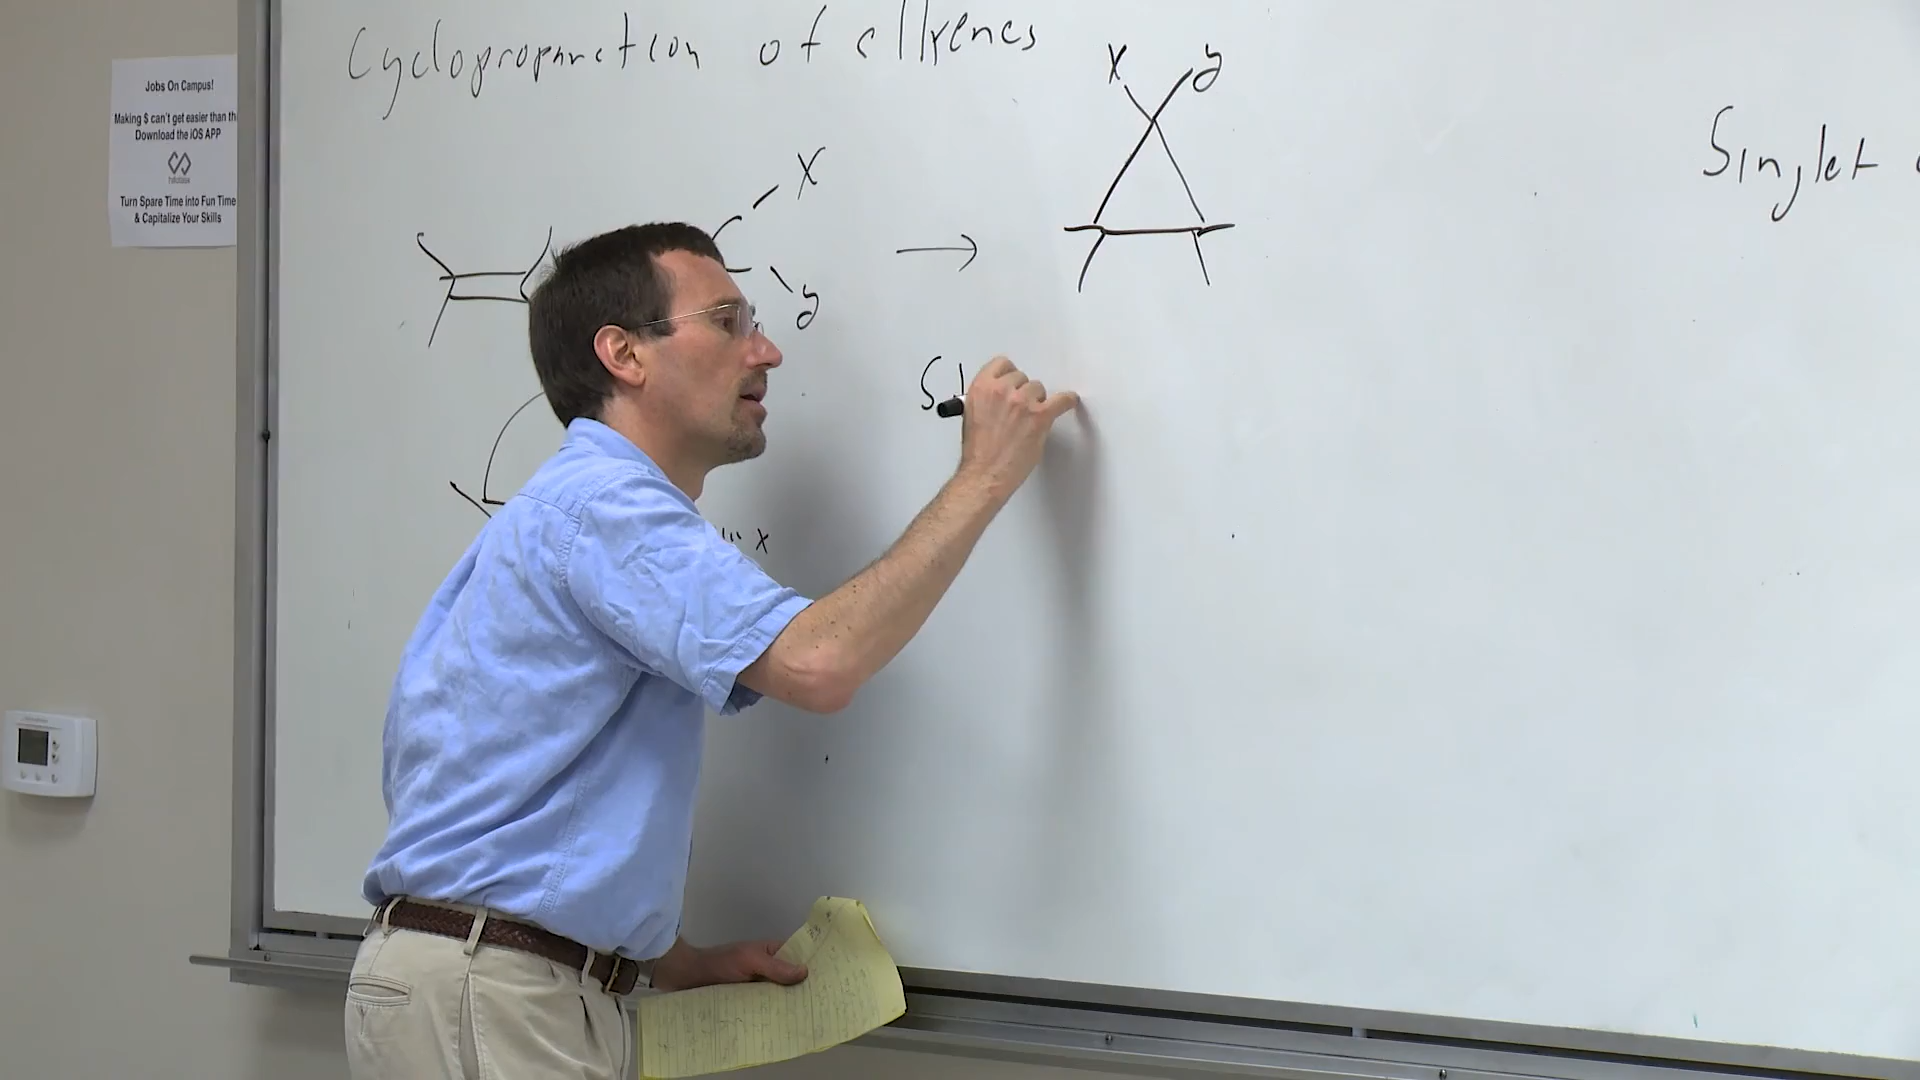 Cyclopropanation of alkenes
X y
X
y
X
S
Singlet
Jobs On Campus!
Making $ can't get easier than th
Download the iOS APP
Turn Spare Time into Fun Time
& Capitalize Your Skills